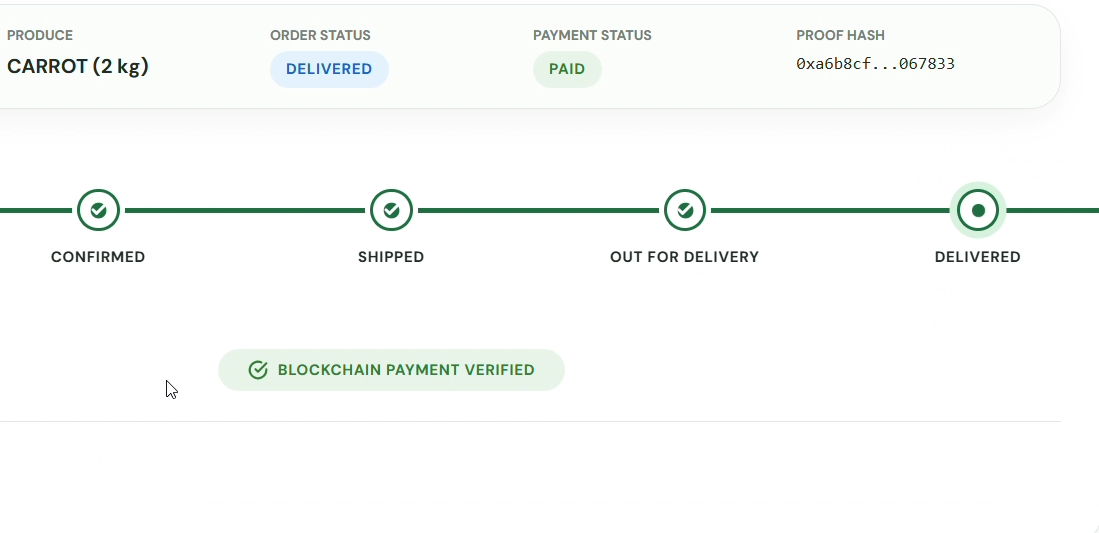 PRODUCE
CARROT (2 kg)
ORDER STATUS
DELIVERED
PAYMENT STATUS
PAID
PROOF HASH
0xa6b8cf...067833
CONFIRMED
SHIPPED
OUT FOR DELIVERY
DELIVERED
BLOCKCHAIN PAYMENT VERIFIED